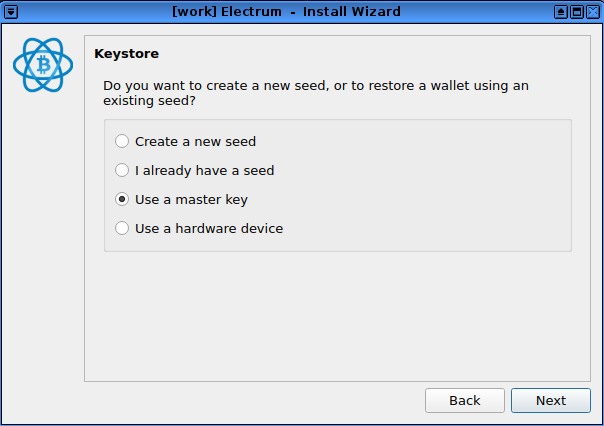 [work] Electrum - Install Wizard
Keystore
Do you want to create a new seed, or to restore a wallet using an
existing seed?
Create a new seed
I already have a seed
Use a master key
Use a hardware device
Back Next